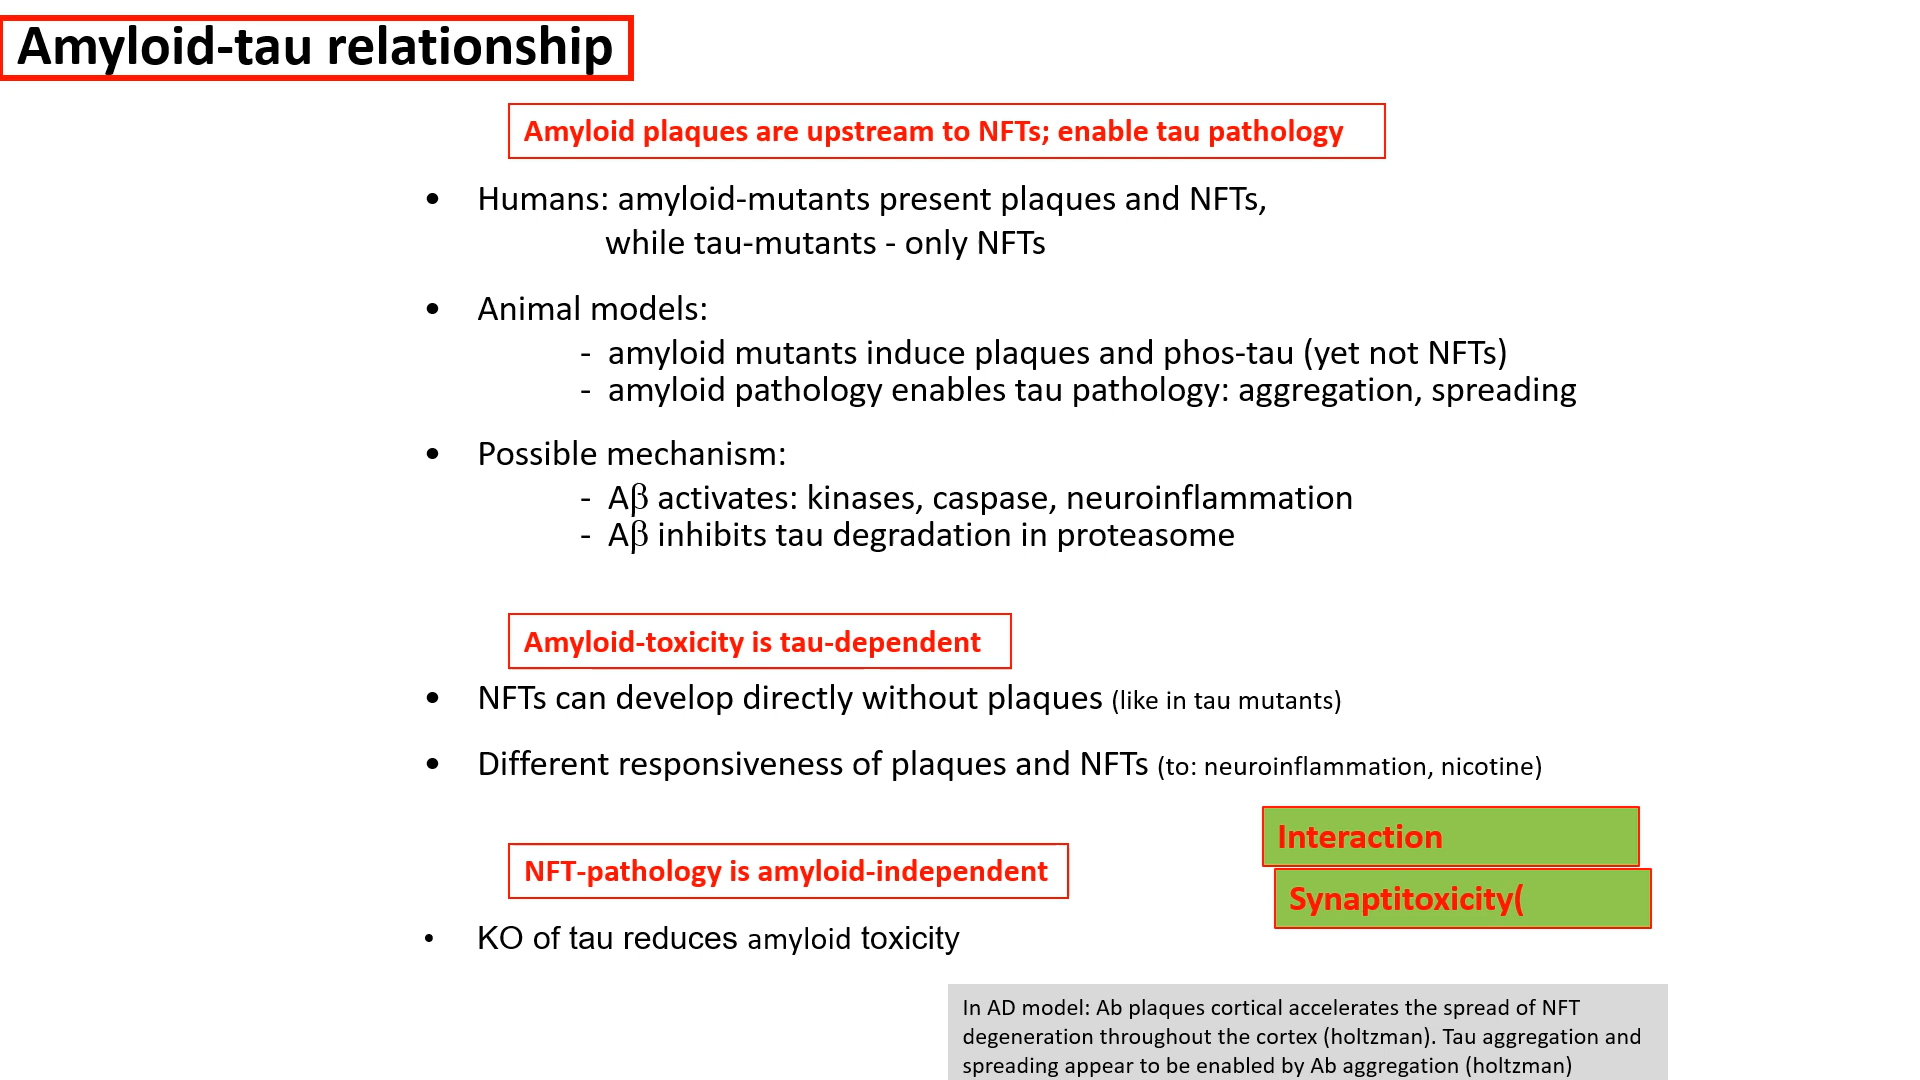 Amyloid-tau relationship
Amyloid plaques are upstream to NFTs; enable tau pathology
• Humans: amyloid-mutants present plaques and NFTs,
while tau-mutants - only NFTs
• Animal models:
- amyloid mutants induce plaques and phos-tau (yet not NFTs)
- amyloid pathology enables tau pathology: aggregation, spreading
• Possible mechanism:
- Aβ activates: kinases, caspase, neuroinflammation
- Aβ inhibits tau degradation in proteasome
Amyloid-toxicity is tau-dependent
• NFTs can develop directly without plaques (like in tau mutants)
• Different responsiveness of plaques and NFTs (to: neuroinflammation, nicotine)
Interaction
NFT-pathology is amyloid-independent
Synaptitoxicity(
• KO of tau reduces amyloid toxicity
In AD model: Ab plaques cortical accelerates the spread of NFT
degeneration throughout the cortex (holtzman). Tau aggregation and
spreading appear to be enabled by Ab aggregation (holtzman)